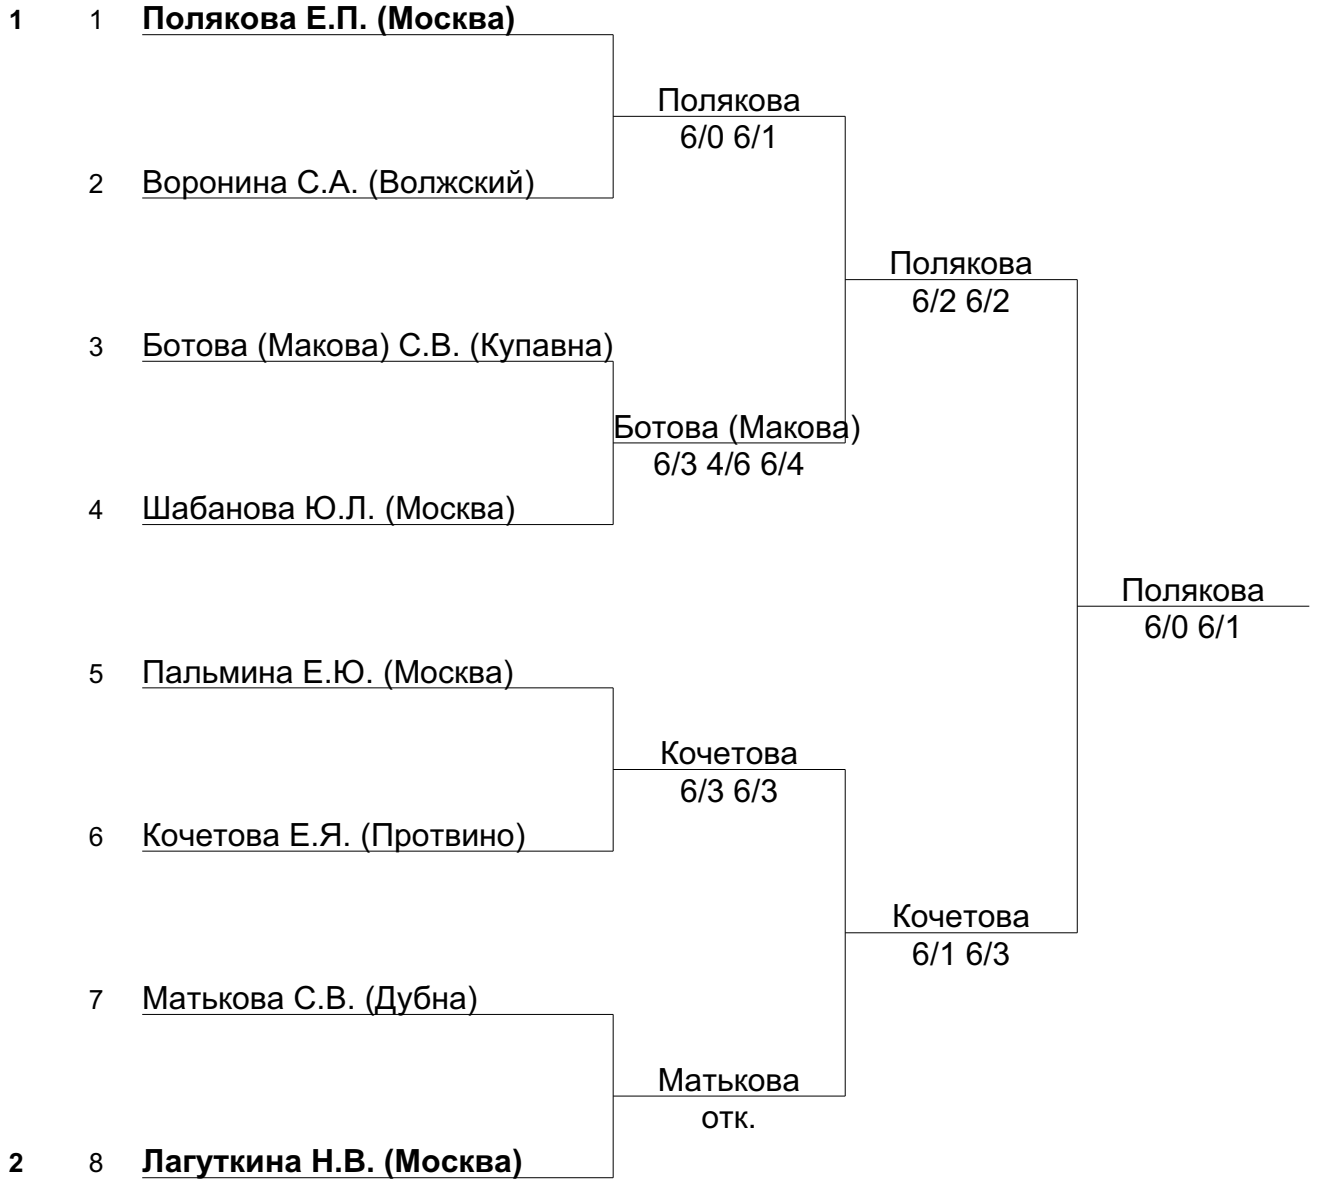 1 1 Полякова Е.П. (Москва)
Полякова
6/0 6/1
2 Воронина С.А. (Волжский)
Полякова
6/2 6/2
3 Ботова (Макова) С.В. (Купавна)
Ботова (Макова)
6/3 4/6 6/4
4 Шабанова Ю.Л. (Москва)
Полякова
6/0 6/1
5 Пальмина Е.Ю. (Москва)
Кочетова
6/3 6/3
6 Кочетова Е.Я. (Протвино)
Кочетова
6/1 6/3
7 Матькова С.В. (Дубна)
Матькова
отк.
2 8 Лагуткина Н.В. (Москва)